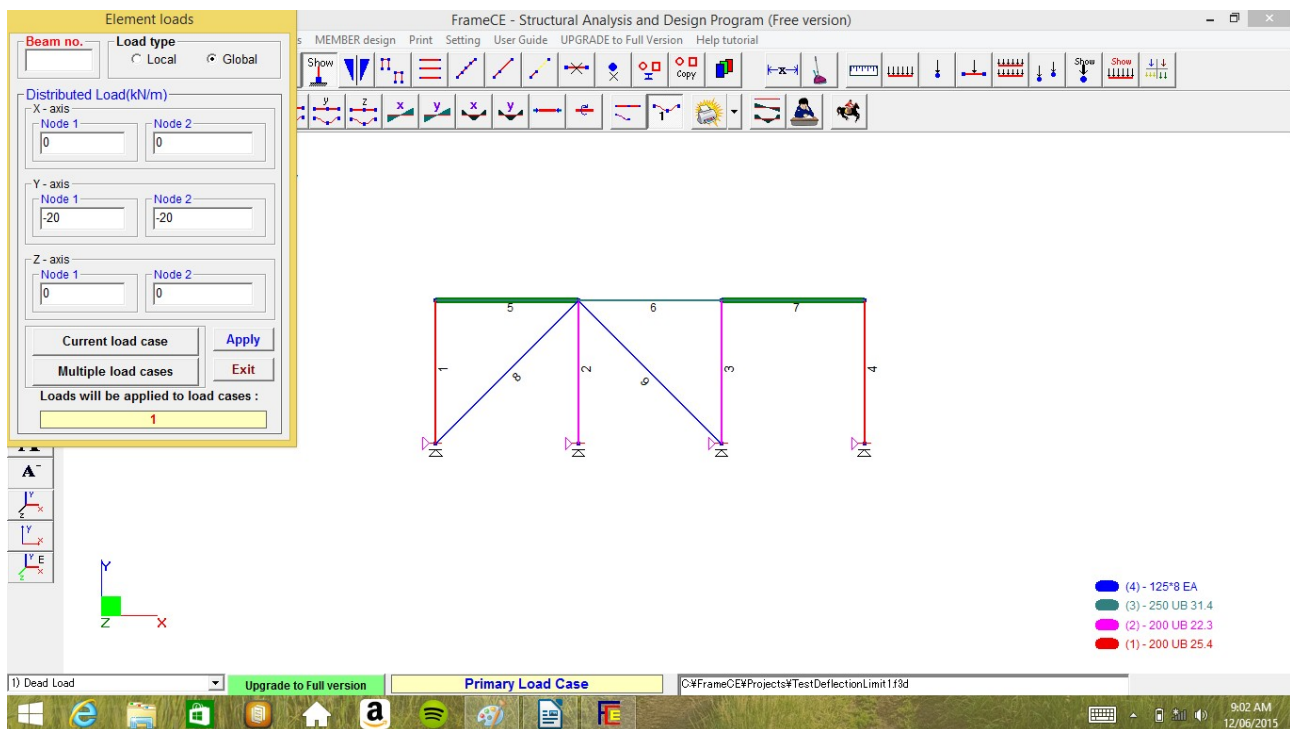 Element loads
FrameCE - Structural Analysis and Design Program (Free version)
s MEMBER design Print Setting User Guide UPGRADE to Full Version Help tutorial
Beam no.
Load type
Local Global
Show
Copy
Show
Show
y z x y x y
1
Distributed Load(kN/m)
X - axis
Node 1 Node 2
0 0
Y - axis
Node 1 Node 2
-20 -20
Z - axis
Node 1 Node 2
0 0
Current load case Apply
Multiple load cases Exit
Loads will be applied to load cases :
1
5 6 7
1 8 2 9 3 4
A⁻
Y
x
z
Y
x
Y E
x
z
Y
Z X
(4) - 125*8 EA
(3) - 250 UB 31.4
(2) - 200 UB 22.3
(1) - 200 UB 25.4
1) Dead Load Upgrade to Full version Primary Load Case C:¥FrameCE¥Projects¥TestDeflectionLimit1.f3d
9:02 AM
12/06/2015